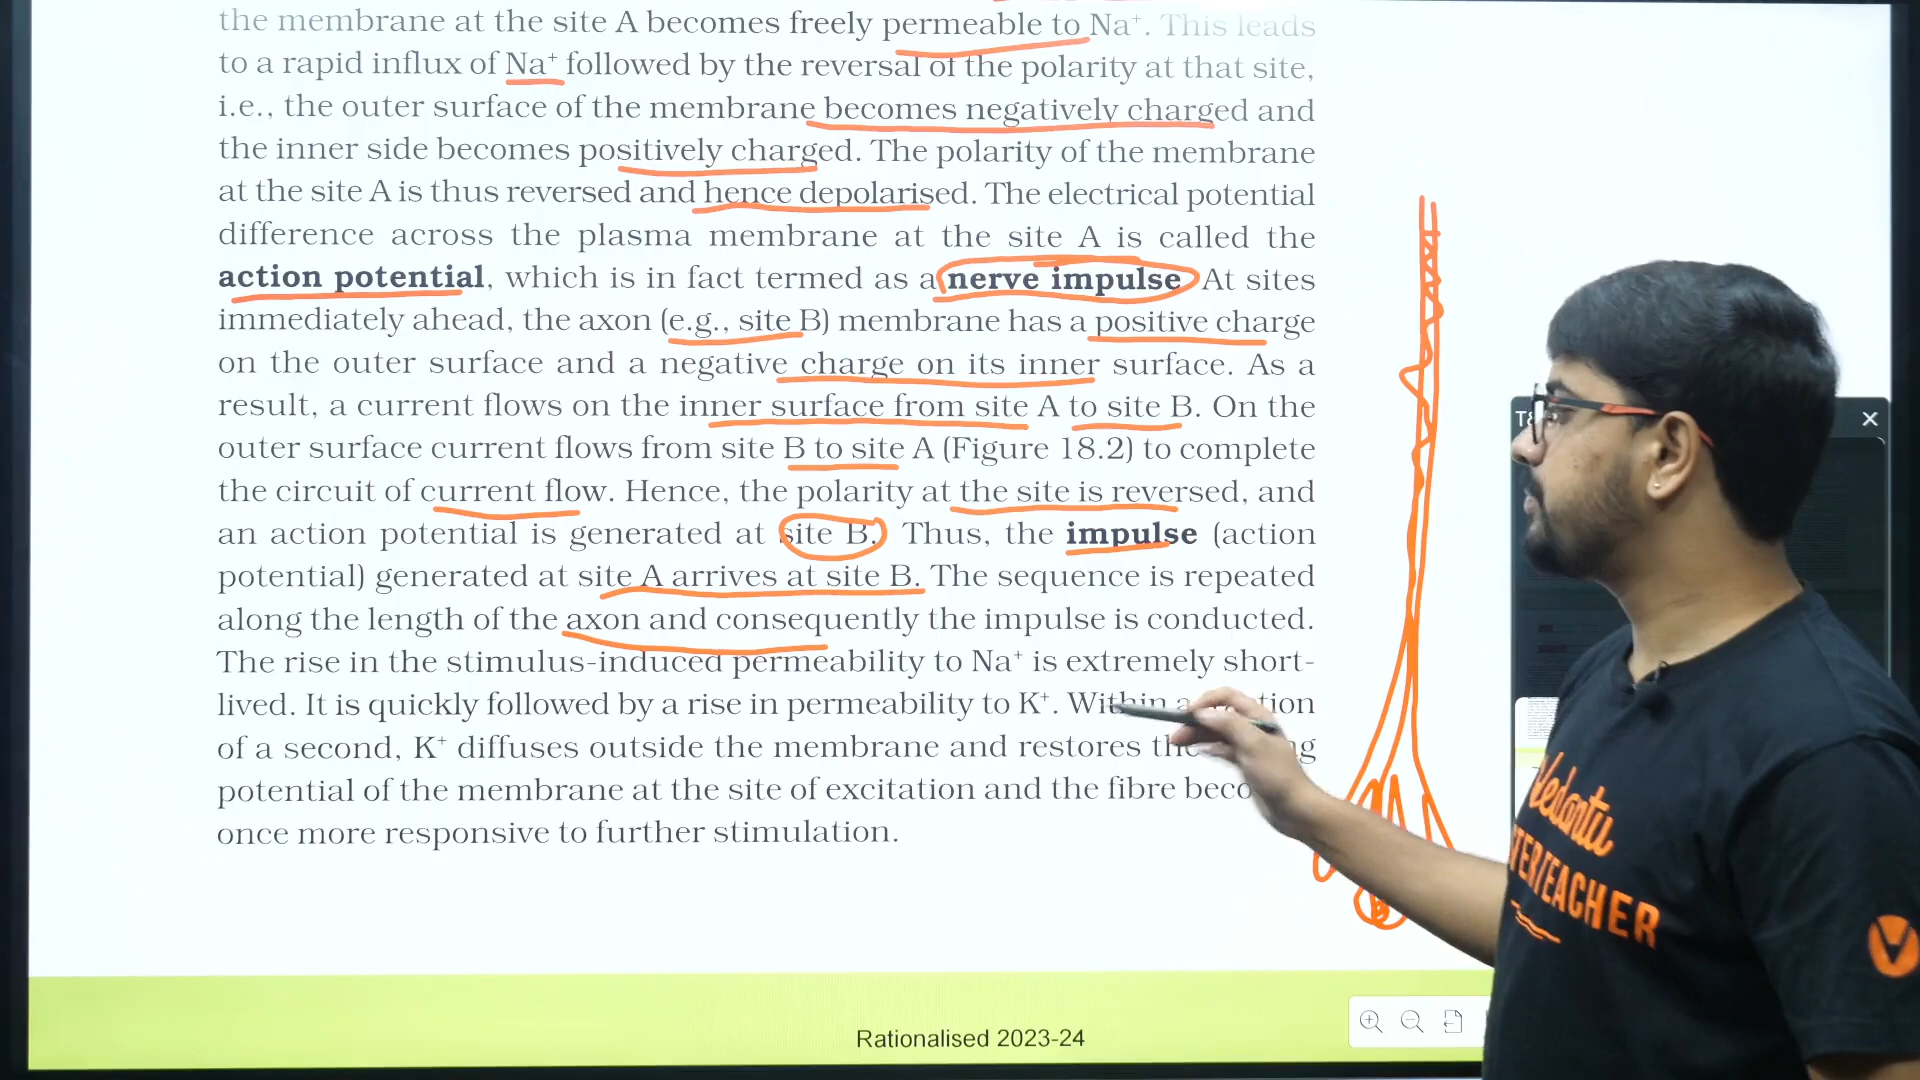 the membrane at the site A becomes freely permeable to Na⁺. This leads
to a rapid influx of Na⁺ followed by the reversal of the polarity at that site,
i.e., the outer surface of the membrane becomes negatively charged and
the inner side becomes positively charged. The polarity of the membrane
at the site A is thus reversed and hence depolarised. The electrical potential
difference across the plasma membrane at the site A is called the
action potential, which is in fact termed as a nerve impulse At sites
immediately ahead, the axon (e.g., site B) membrane has a positive charge
on the outer surface and a negative charge on its inner surface. As a
result, a current flows on the inner surface from site A to site B. On the
outer surface current flows from site B to site A (Figure 18.2) to complete
the circuit of current flow. Hence, the polarity at the site is reversed, and
an action potential is generated at site B. Thus, the impulse (action
potential) generated at site A arrives at site B. The sequence is repeated
along the length of the axon and consequently the impulse is conducted.
The rise in the stimulus-induced permeability to Na⁺ is extremely short-
lived. It is quickly followed by a rise in permeability to K⁺. Within a
of a second, K⁺ diffuses outside the membrane and restores
potential of the membrane at the site of excitation and the fibre
once more responsive to further stimulation.
Rationalised 2023-24
Vedantu